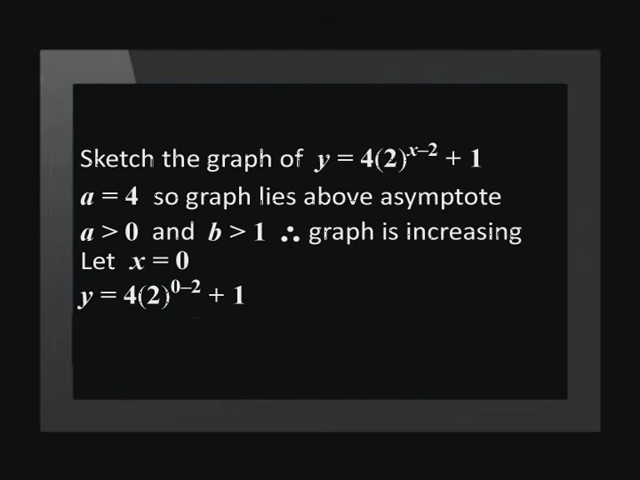 Sketch the graph of y = 4(2)^{x–2} + 1
a = 4 so graph lies above asymptote
a > 0 and b > 1 ∴ graph is increasing
Let x = 0
y = 4(2)^{0–2} + 1